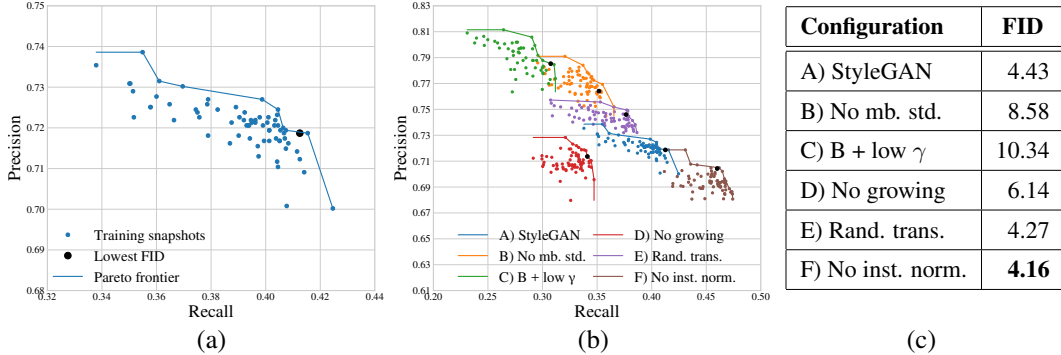 0.75
0.74
0.73
0.72
0.71
0.70
0.69
0.68
Precision
0.32 0.34 0.36 0.38 0.40 0.42 0.44
Recall
Training snapshots
Lowest FID
Pareto frontier
(a)
0.83
0.81
0.79
0.77
0.75
0.73
0.71
0.69
0.67
0.65
0.63
0.61
Precision
0.20 0.25 0.30 0.35 0.40 0.45 0.50
Recall
A) StyleGAN
B) No mb. std.
C) B + low γ
D) No growing
E) Rand. trans.
F) No inst. norm.
(b)
Configuration FID
A) StyleGAN 4.43
B) No mb. std. 8.58
C) B + low γ 10.34
D) No growing 6.14
E) Rand. trans. 4.27
F) No inst. norm. 4.16
(c)